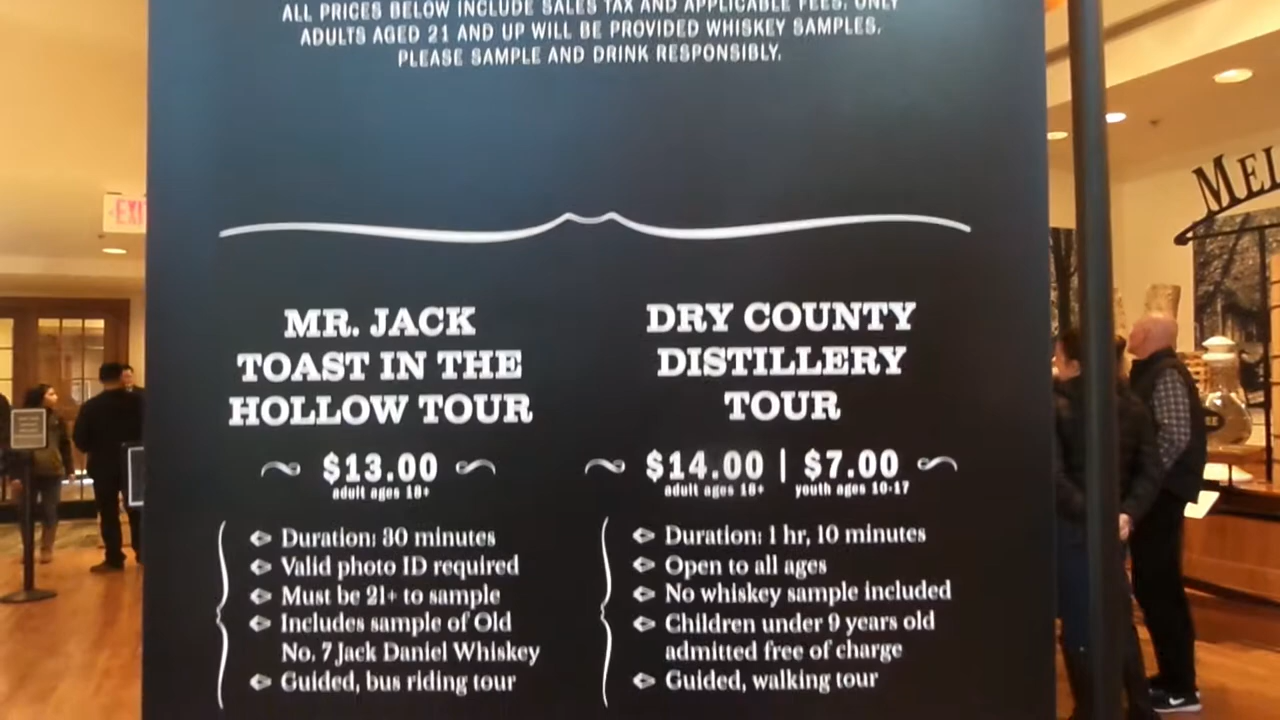 ALL PRICES BELOW INCLUDE SALES TAX AND APPLICABLE FEES. ONLY
ADULTS AGED 21 AND UP WILL BE PROVIDED WHISKEY SAMPLES.
PLEASE SAMPLE AND DRINK RESPONSIBLY.
EXI
MEL
MR. JACK
TOAST IN THE
HOLLOW TOUR
$13.00
adult ages 18+
Duration: 30 minutes
Valid photo ID required
Must be 21+ to sample
Includes sample of Old
No. 7 Jack Daniel Whiskey
Guided, bus riding tour
DRY COUNTY
DISTILLERY
TOUR
$14.00 | $7.00
adult ages 18+ youth ages 10-17
Duration: 1 hr, 10 minutes
Open to all ages
No whiskey sample included
Children under 9 years old
admitted free of charge
Guided, walking tour